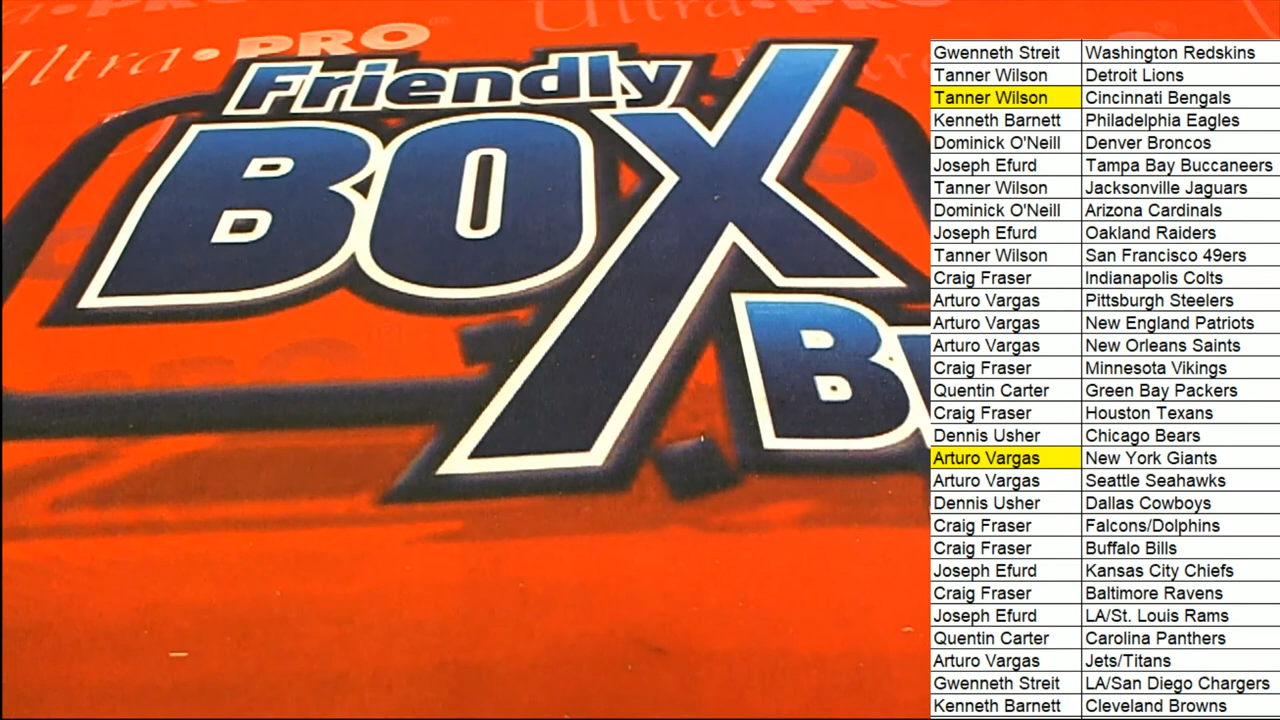 Ultra•PRO®
Ultra•PRO
Friendly
BOX
B
Gwenneth Streit Washington Redskins
Tanner Wilson Detroit Lions
Tanner Wilson Cincinnati Bengals
Kenneth Barnett Philadelphia Eagles
Dominick O'Neill Denver Broncos
Joseph Efurd Tampa Bay Buccaneers
Tanner Wilson Jacksonville Jaguars
Dominick O'Neill Arizona Cardinals
Joseph Efurd Oakland Raiders
Tanner Wilson San Francisco 49ers
Craig Fraser Indianapolis Colts
Arturo Vargas Pittsburgh Steelers
Arturo Vargas New England Patriots
Arturo Vargas New Orleans Saints
Craig Fraser Minnesota Vikings
Quentin Carter Green Bay Packers
Craig Fraser Houston Texans
Dennis Usher Chicago Bears
Arturo Vargas New York Giants
Arturo Vargas Seattle Seahawks
Dennis Usher Dallas Cowboys
Craig Fraser Falcons/Dolphins
Craig Fraser Buffalo Bills
Joseph Efurd Kansas City Chiefs
Craig Fraser Baltimore Ravens
Joseph Efurd LA/St. Louis Rams
Quentin Carter Carolina Panthers
Arturo Vargas Jets/Titans
Gwenneth Streit LA/San Diego Chargers
Kenneth Barnett Cleveland Browns